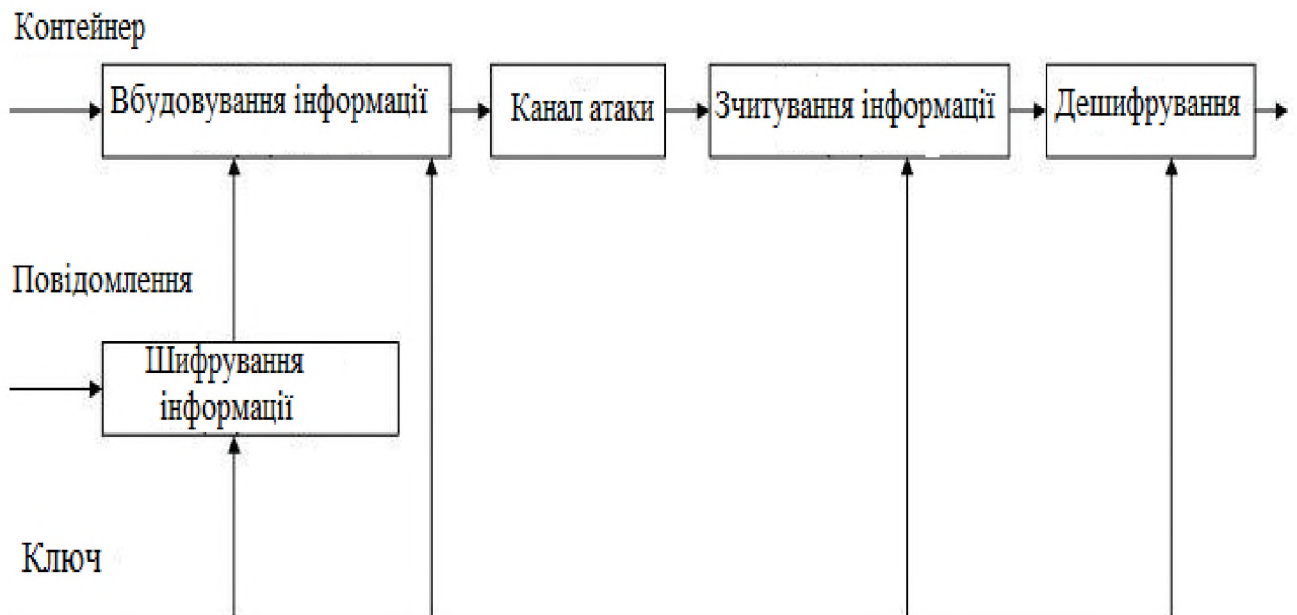 Контейнер
Вбудовування інформації
Канал атаки
Зчитування інформації
Дешифрування
Повідомлення
Шифрування
інформації
Ключ